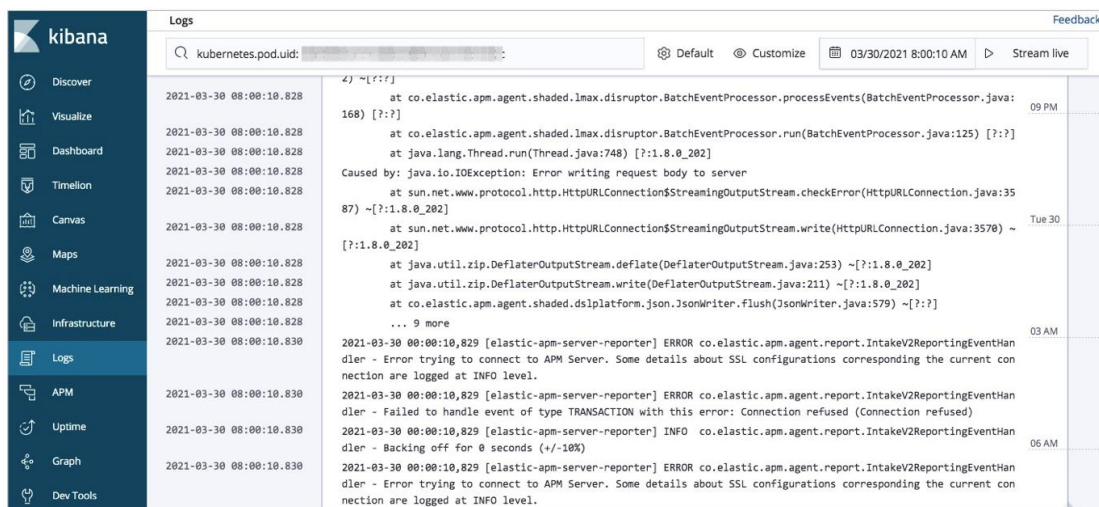 kibana
Logs
Feedback
kubernetes.pod.uid:
Default
Customize
03/30/2021 8:00:10 AM
Stream live
Discover
Visualize
Dashboard
Timelion
Canvas
Maps
Machine Learning
Infrastructure
Logs
APM
Uptime
Graph
Dev Tools
2) ~[?:?]
2021-03-30 08:00:10.828 at co.elastic.apm.agent.shaded.lmax.disruptor.BatchEventProcessor.processEvents(BatchEventProcessor.java:
168) [?:?]
2021-03-30 08:00:10.828 at co.elastic.apm.agent.shaded.lmax.disruptor.BatchEventProcessor.run(BatchEventProcessor.java:125) [?:?]
2021-03-30 08:00:10.828 at java.lang.Thread.run(Thread.java:748) [?:1.8.0_202]
2021-03-30 08:00:10.828 Caused by: java.io.IOException: Error writing request body to server
2021-03-30 08:00:10.828 at sun.net.www.protocol.http.HttpURLConnection$StreamingOutputStream.checkError(HttpURLConnection.java:35
87) ~[?:1.8.0_202]
2021-03-30 08:00:10.828 at sun.net.www.protocol.http.HttpURLConnection$StreamingOutputStream.write(HttpURLConnection.java:3570) ~
[?:1.8.0_202]
2021-03-30 08:00:10.828 at java.util.zip.DeflaterOutputStream.deflate(DeflaterOutputStream.java:253) ~[?:1.8.0_202]
2021-03-30 08:00:10.828 at java.util.zip.DeflaterOutputStream.write(DeflaterOutputStream.java:211) ~[?:1.8.0_202]
2021-03-30 08:00:10.828 at co.elastic.apm.agent.shaded.dslplatform.json.JsonWriter.flush(JsonWriter.java:579) ~[?:?]
2021-03-30 08:00:10.828 ... 9 more
2021-03-30 08:00:10.830 2021-03-30 00:00:10,829 [elastic-apm-server-reporter] ERROR co.elastic.apm.agent.report.IntakeV2ReportingEventHan
dler - Error trying to connect to APM Server. Some details about SSL configurations corresponding the current con
nection are logged at INFO level.
2021-03-30 08:00:10.830 2021-03-30 00:00:10,829 [elastic-apm-server-reporter] ERROR co.elastic.apm.agent.report.IntakeV2ReportingEventHan
dler - Failed to handle event of type TRANSACTION with this error: Connection refused (Connection refused)
2021-03-30 08:00:10.830 2021-03-30 00:00:10,829 [elastic-apm-server-reporter] INFO co.elastic.apm.agent.report.IntakeV2ReportingEventHan
dler - Backing off for 0 seconds (+/-10%)
2021-03-30 08:00:10.830 2021-03-30 00:00:10,829 [elastic-apm-server-reporter] ERROR co.elastic.apm.agent.report.IntakeV2ReportingEventHan
dler - Error trying to connect to APM Server. Some details about SSL configurations corresponding the current con
nection are logged at INFO level.
09 PM
Tue 30
03 AM
06 AM